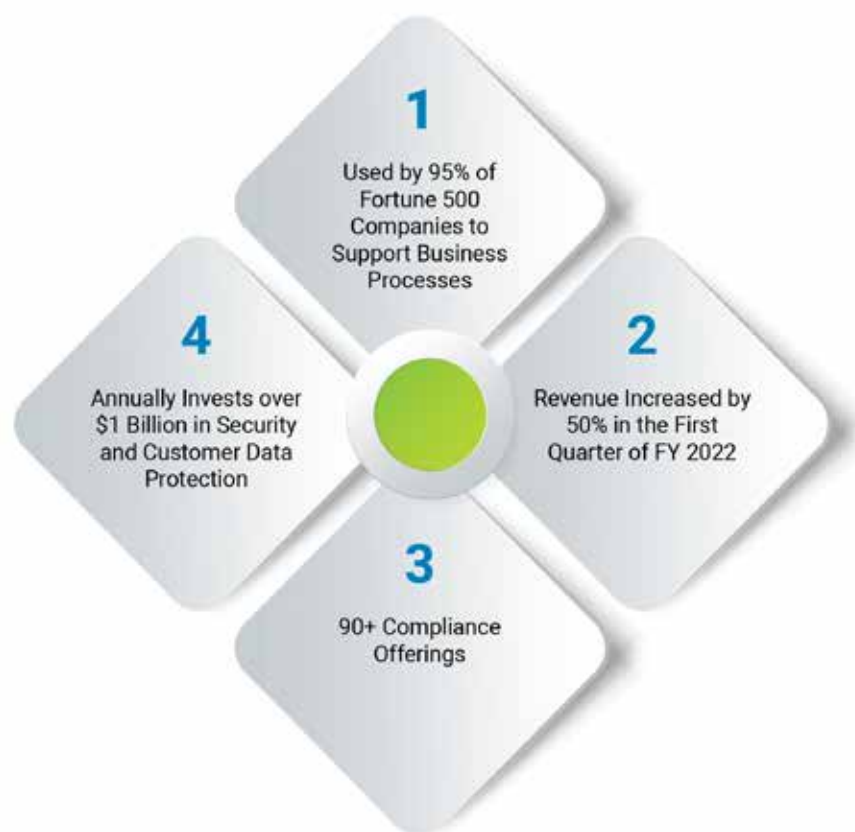 1
Used by 95% of
Fortune 500
Companies to
Support Business
Processes
2
Revenue Increased by
50% in the First
Quarter of FY 2022
3
90+ Compliance
Offerings
4
Annually Invests over
$1 Billion in Security
and Customer Data
Protection